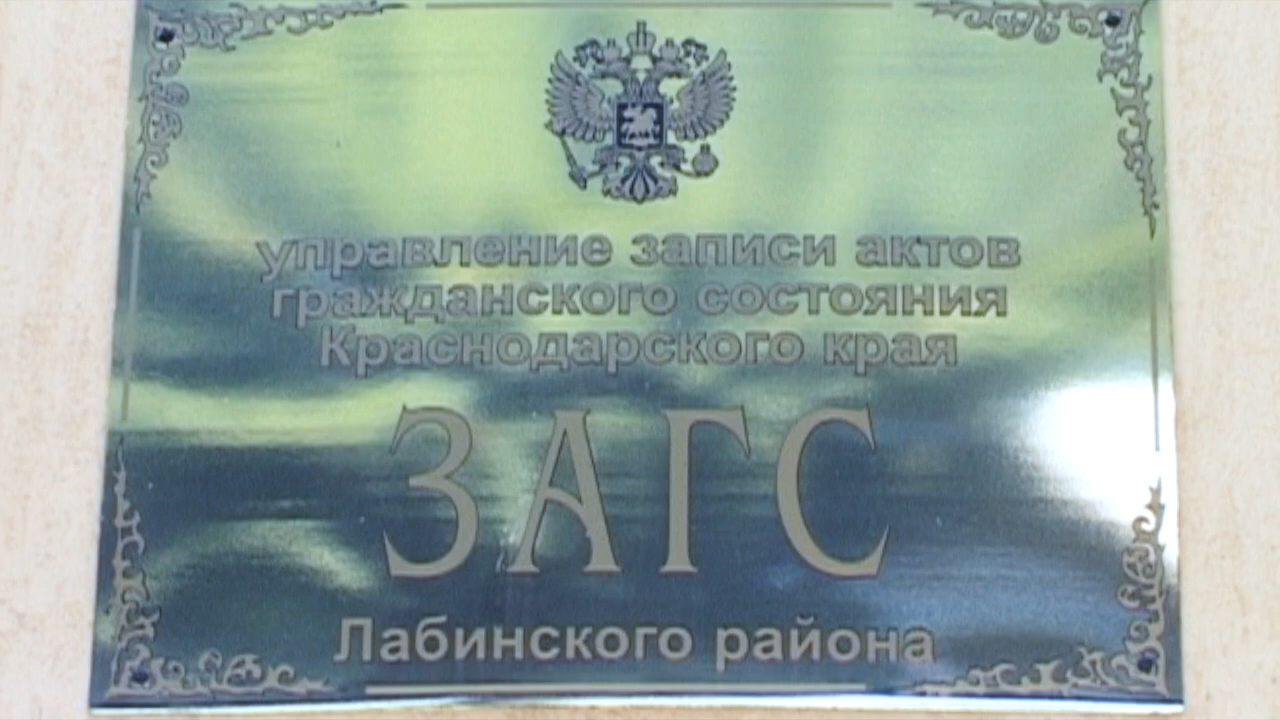 управление записи актов
гражданского состояния
Краснодарского края
ЗАГС
Лабинского района